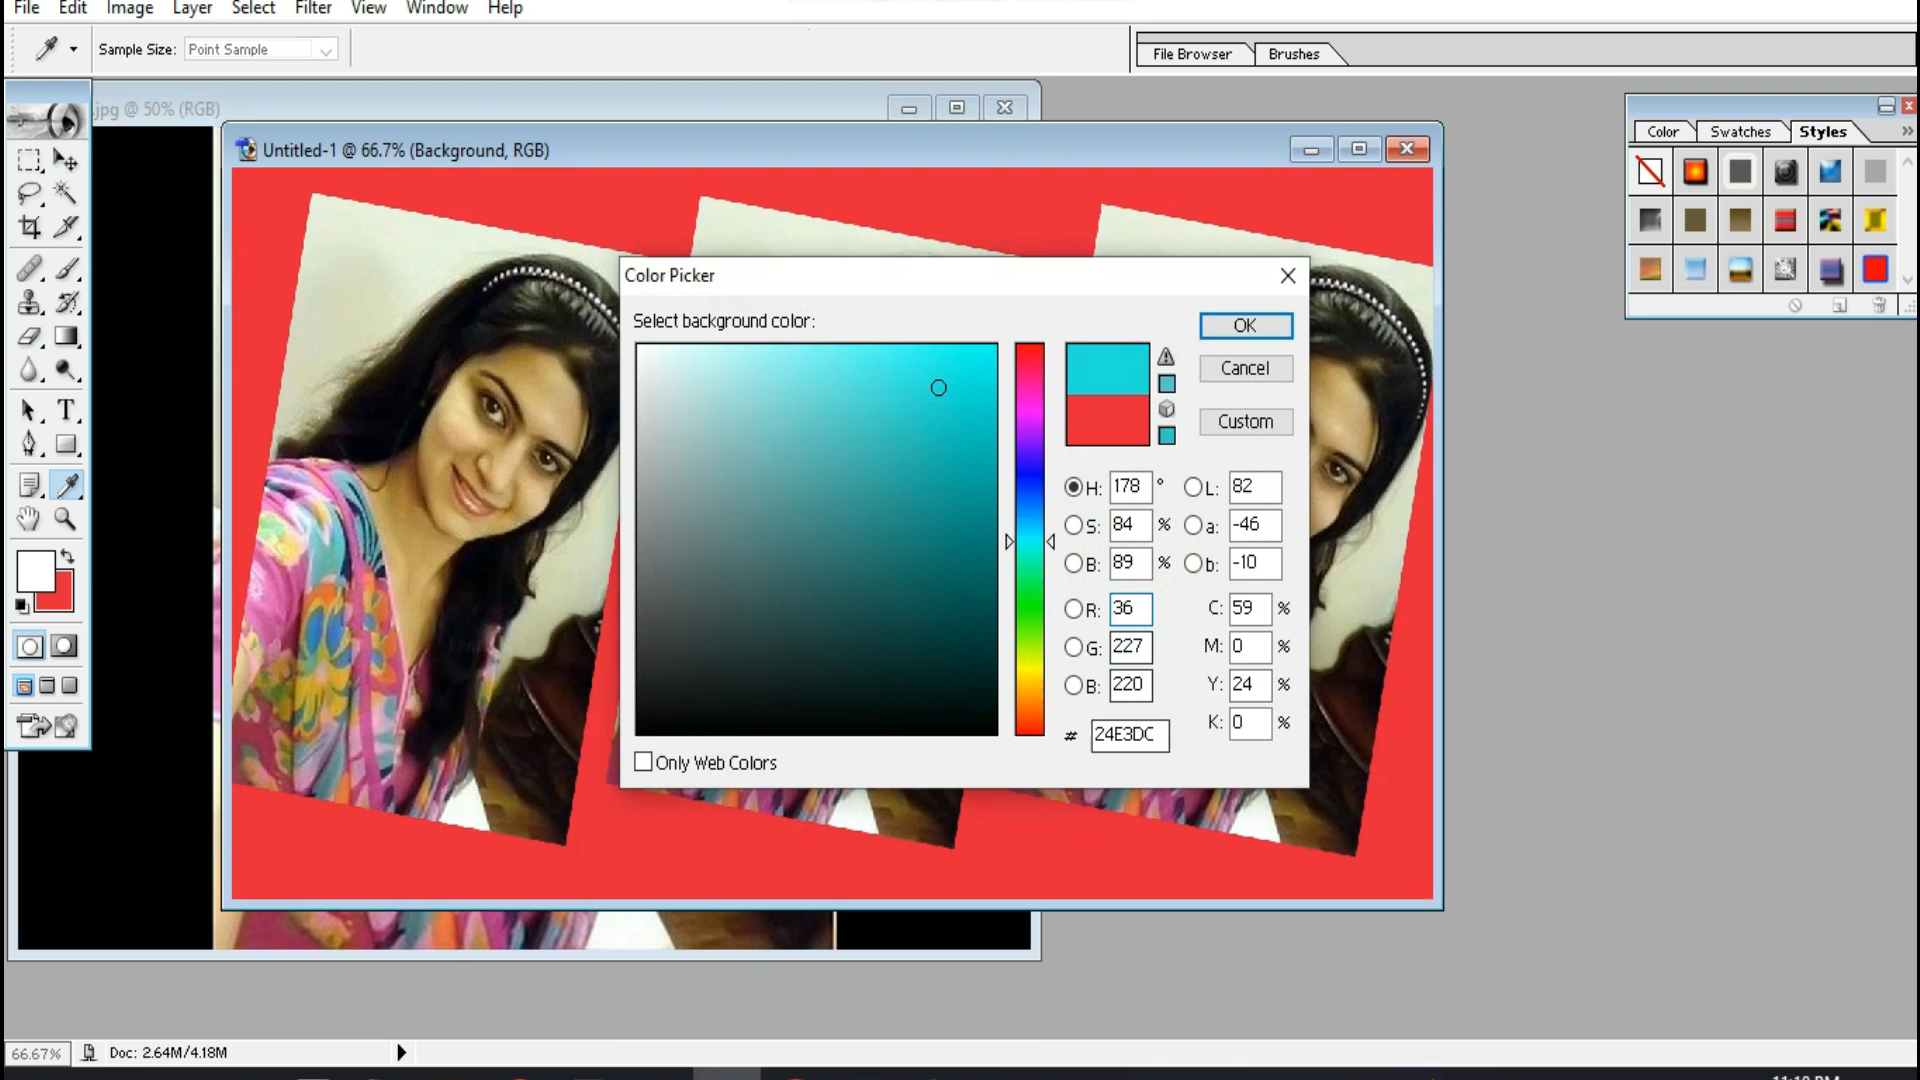 File Edit Image Layer Select Filter View Window Help
Sample Size: Point Sample
File Browser Brushes
.jpg @ 50% (RGB)
Untitled-1 @ 66.7% (Background, RGB)
Color Swatches Styles
Color Picker
Select background color:
OK
Cancel
Custom
H: 178 ° L: 82
S: 84 % a: -46
B: 89 % b: -10
R: 36 C: 59 %
G: 227 M: 0 %
B: 220 Y: 24 %
K: 0 %
# 24E3DC
Only Web Colors
T
66.67% Doc: 2.64M/4.18M